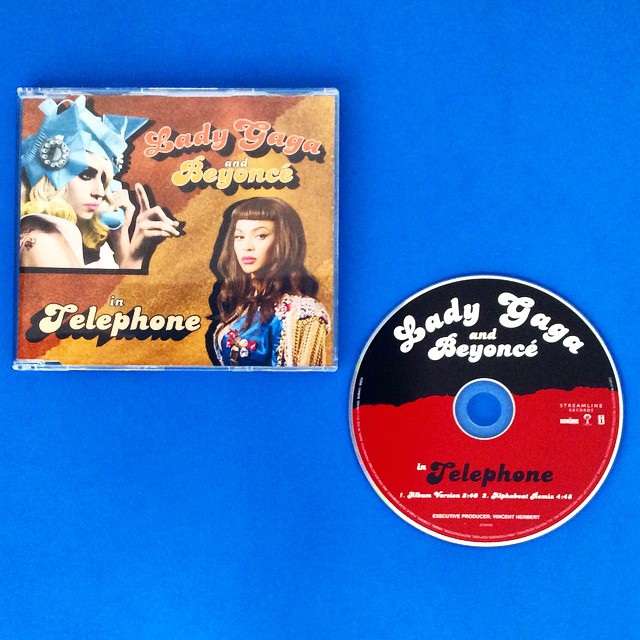 Lady Gaga
and
Beyoncé
in
Telephone
Lady Gaga
and
Beyoncé
STREAMLINE
RECORDS
in
Telephone
1. Album Version 3:40 2. Alphabeat Remix 4:48
EXECUTIVE PRODUCER: VINCENT HERBERT